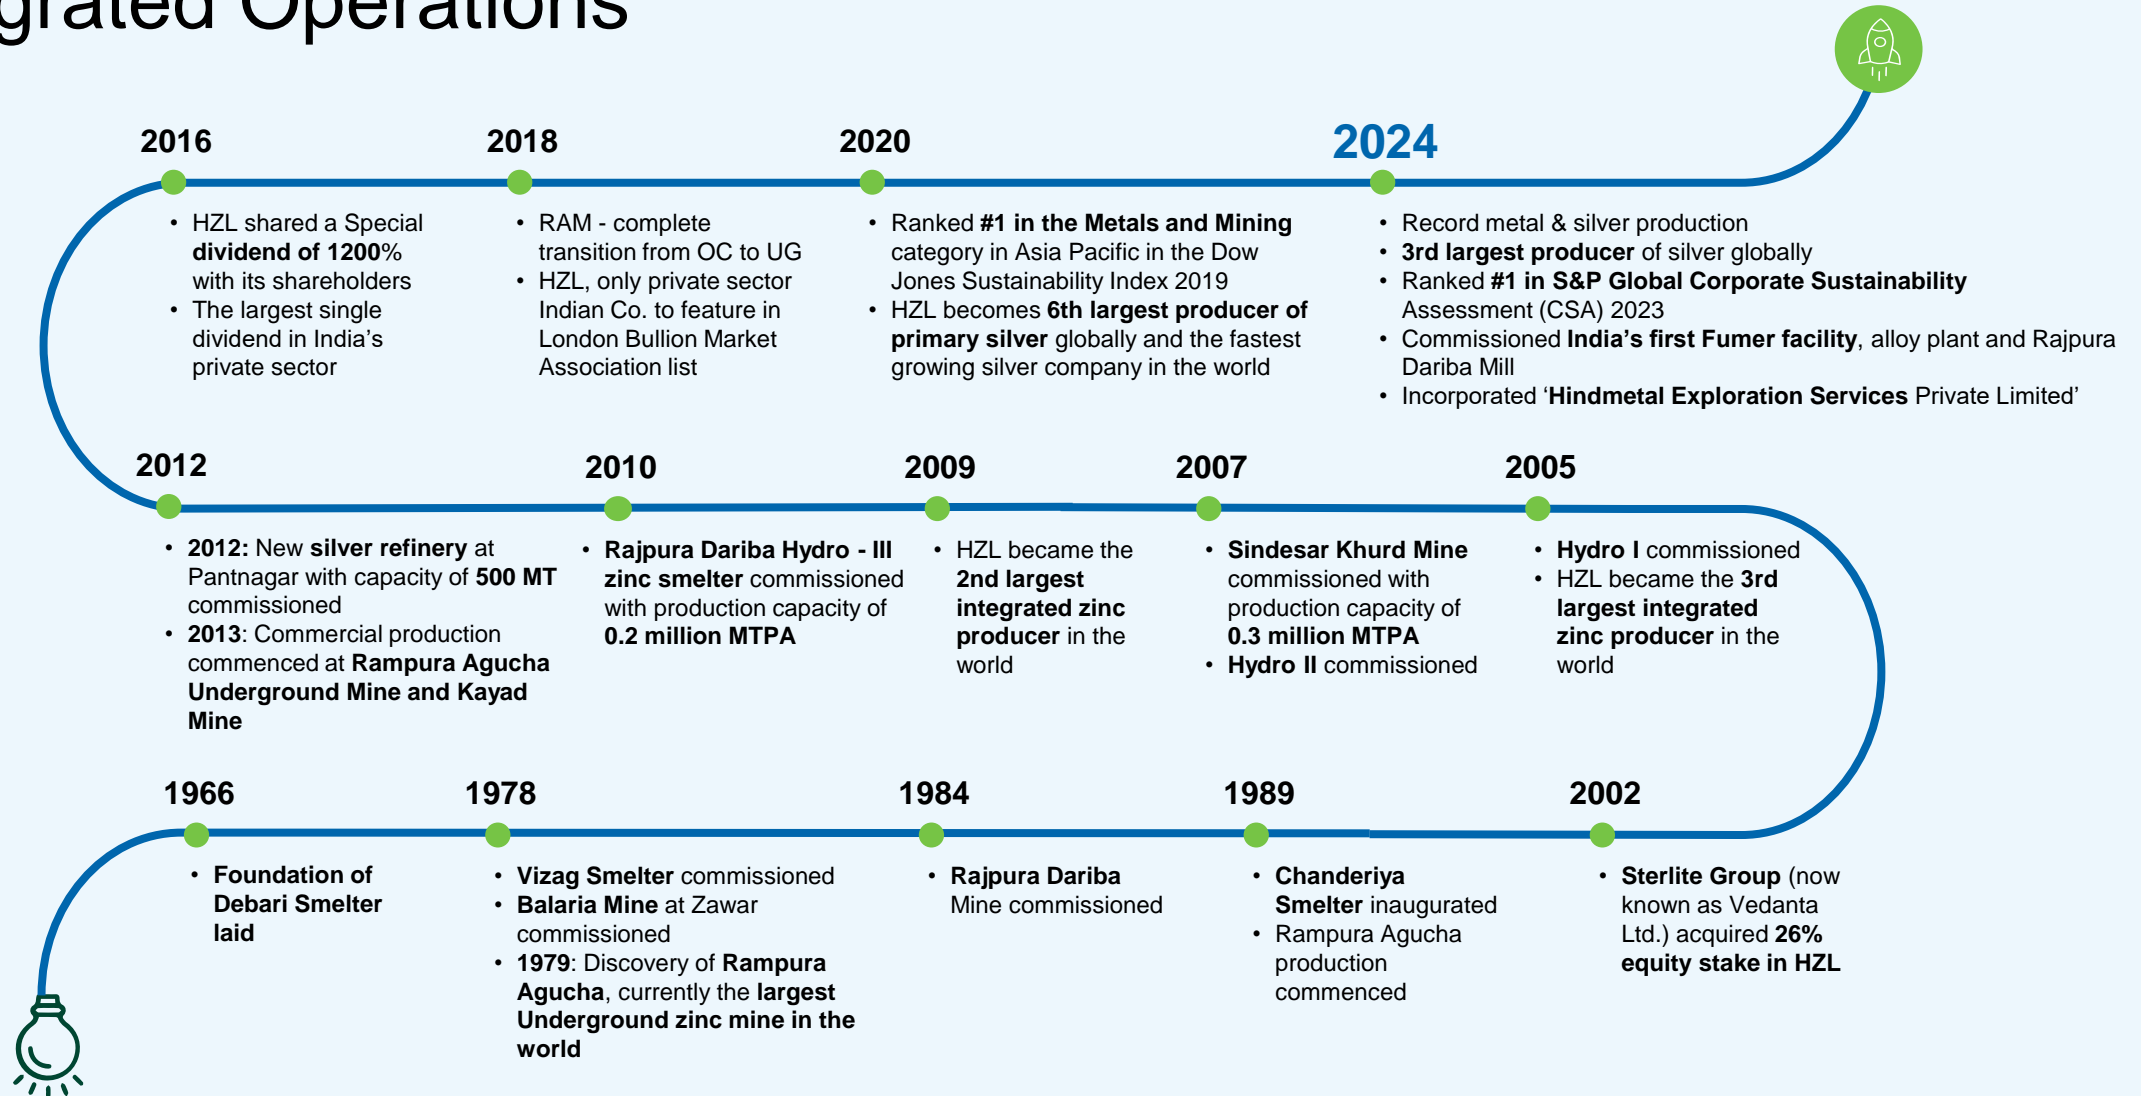 grated Operations
2016
• HZL shared a Special
dividend of 1200%
with its shareholders
• The largest single
dividend in India’s
private sector
2018
• RAM - complete
transition from OC to UG
• HZL, only private sector
Indian Co. to feature in
London Bullion Market
Association list
2020
• Ranked #1 in the Metals and Mining
category in Asia Pacific in the Dow
Jones Sustainability Index 2019
• HZL becomes 6th largest producer of
primary silver globally and the fastest
growing silver company in the world
2024
• Record metal & silver production
• 3rd largest producer of silver globally
• Ranked #1 in S&P Global Corporate Sustainability
Assessment (CSA) 2023
• Commissioned India’s first Fumer facility, alloy plant and Rajpura
Dariba Mill
• Incorporated ‘Hindmetal Exploration Services Private Limited’
2012
• 2012: New silver refinery at
Pantnagar with capacity of 500 MT
commissioned
• 2013: Commercial production
commenced at Rampura Agucha
Underground Mine and Kayad
Mine
2010
• Rajpura Dariba Hydro - III
zinc smelter commissioned
with production capacity of
0.2 million MTPA
2009
• HZL became the
2nd largest
integrated zinc
producer in the
world
2007
• Sindesar Khurd Mine
commissioned with
production capacity of
0.3 million MTPA
• Hydro II commissioned
2005
• Hydro I commissioned
• HZL became the 3rd
largest integrated
zinc producer in the
world
1966
• Foundation of
Debari Smelter
laid
1978
• Vizag Smelter commissioned
• Balaria Mine at Zawar
commissioned
• 1979: Discovery of Rampura
Agucha, currently the largest
Underground zinc mine in the
world
1984
• Rajpura Dariba
Mine commissioned
1989
• Chanderiya
Smelter inaugurated
• Rampura Agucha
production
commenced
2002
• Sterlite Group (now
known as Vedanta
Ltd.) acquired 26%
equity stake in HZL